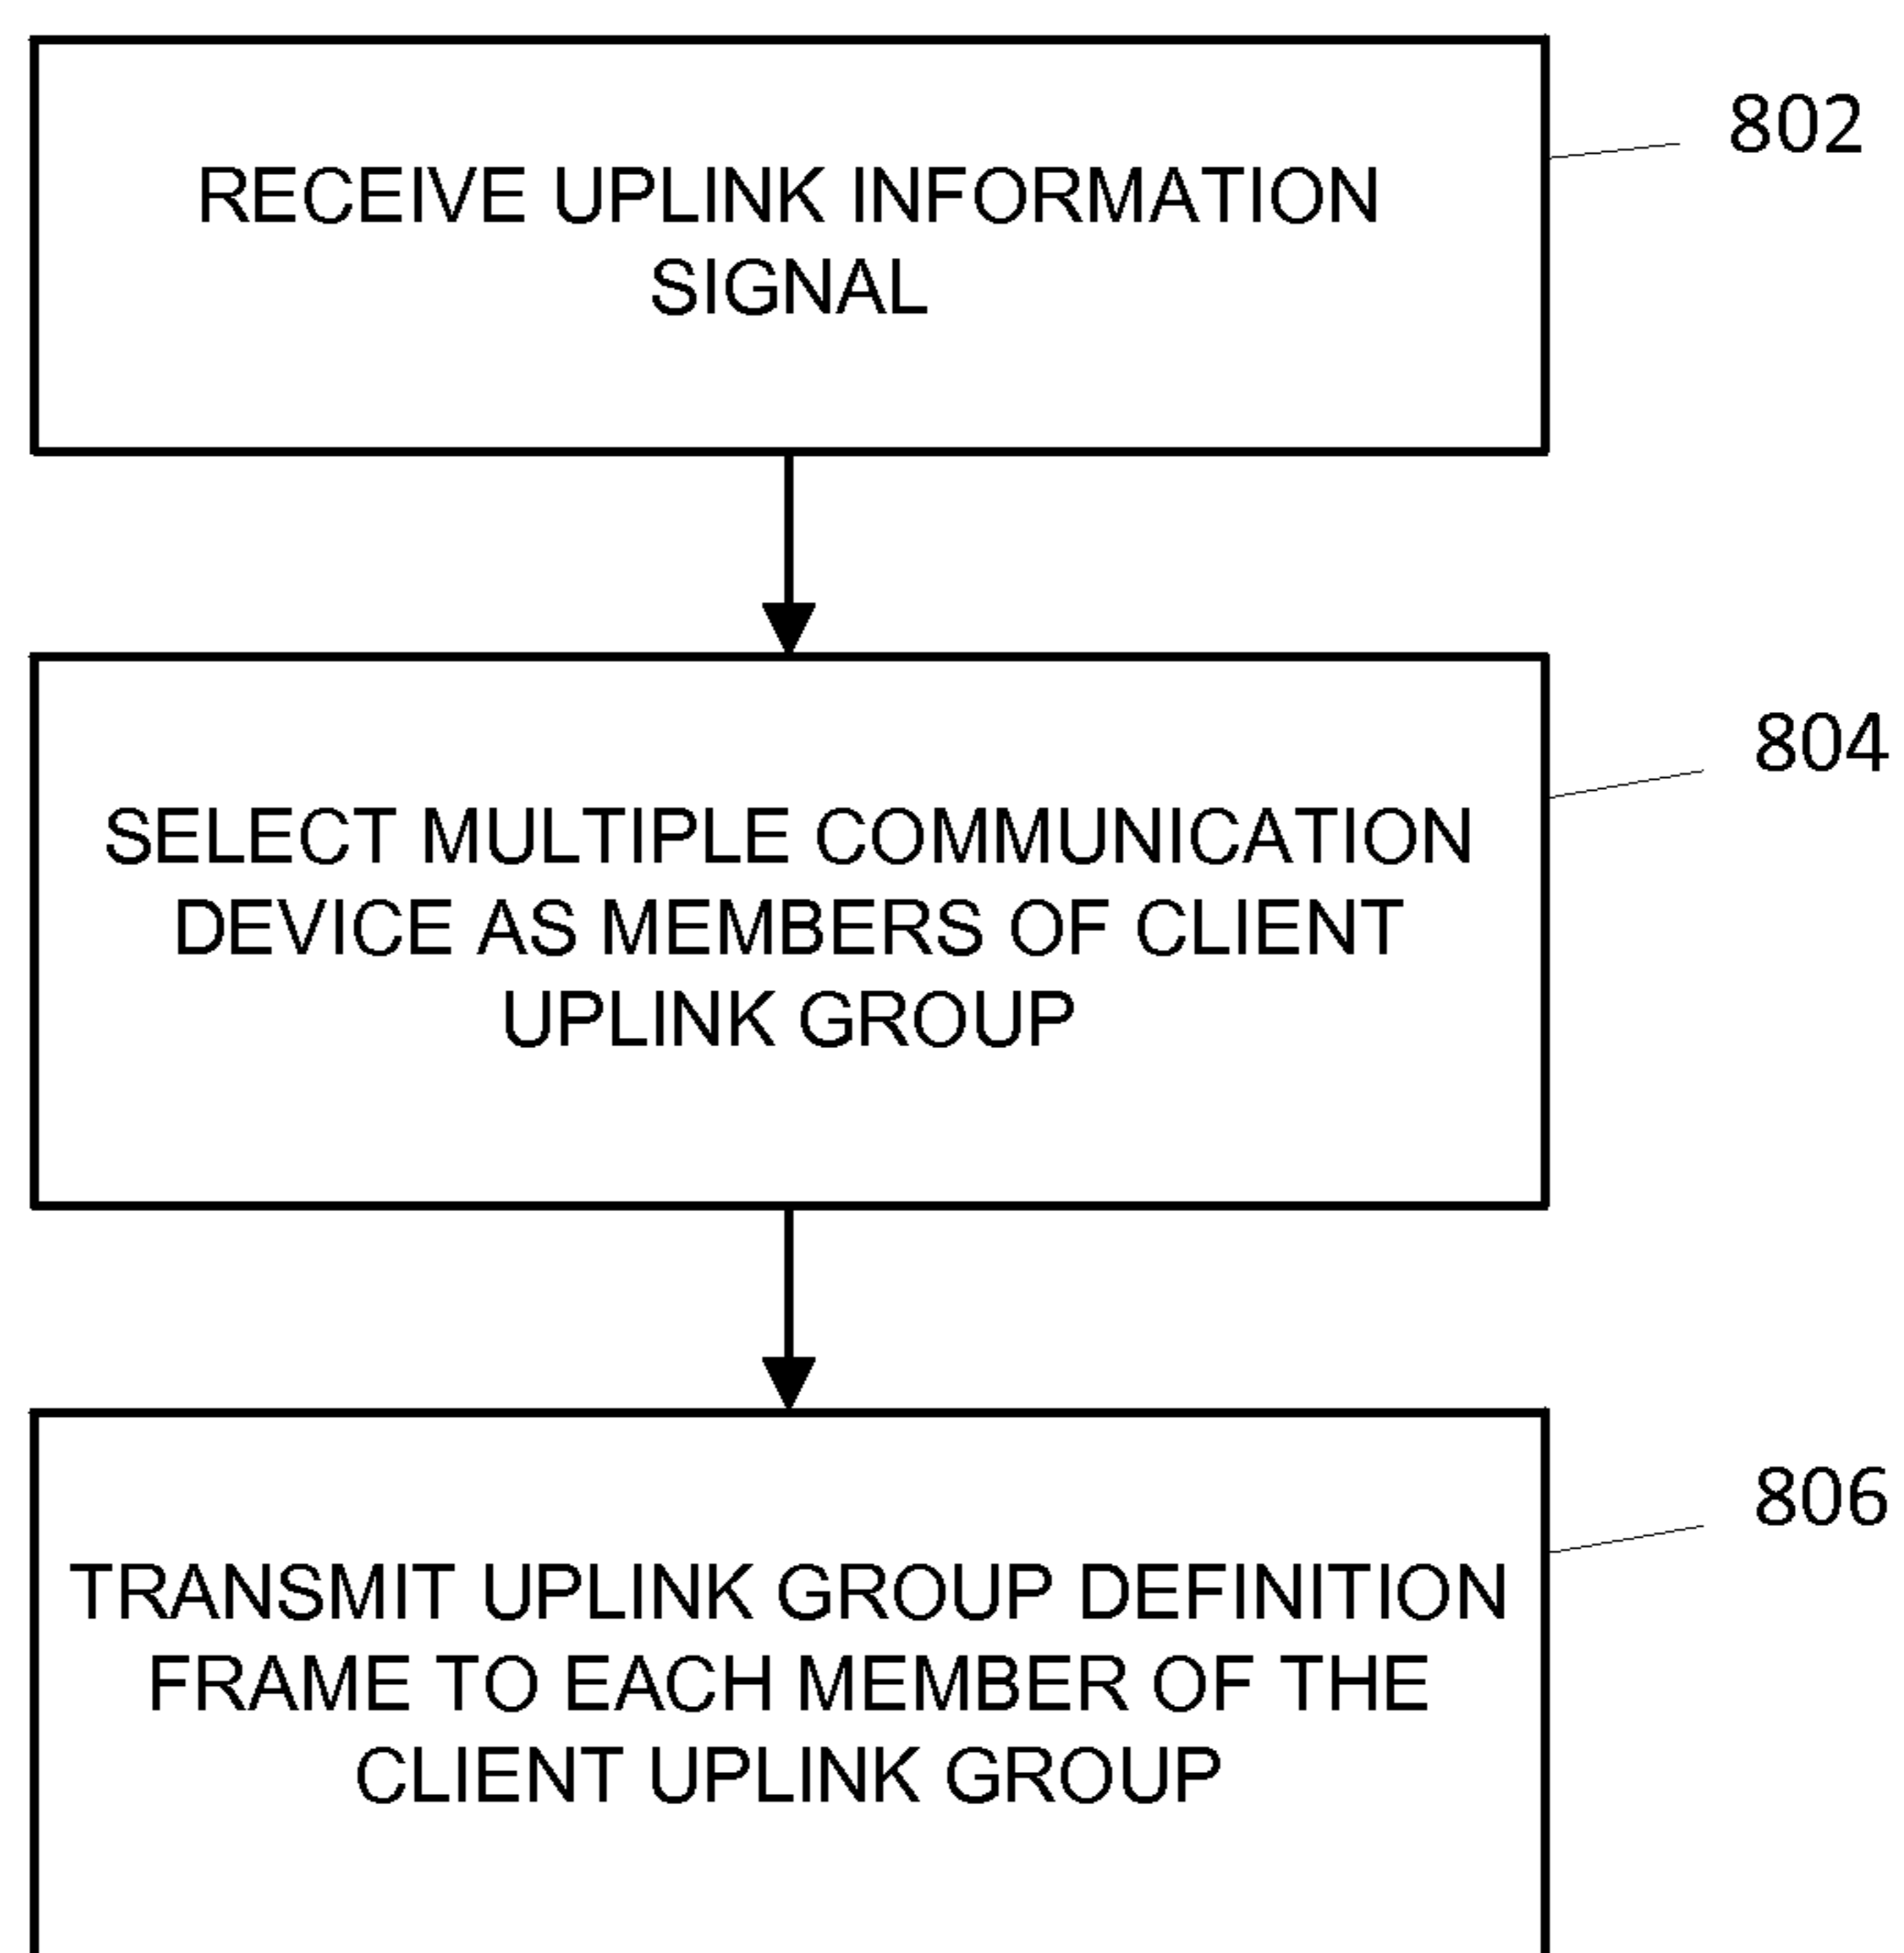 RECEIVE UPLINK INFORMATION
SIGNAL
802
SELECT MULTIPLE COMMUNICATION
DEVICE AS MEMBERS OF CLIENT
UPLINK GROUP
804
TRANSMIT UPLINK GROUP DEFINITION
FRAME TO EACH MEMBER OF THE
CLIENT UPLINK GROUP
806